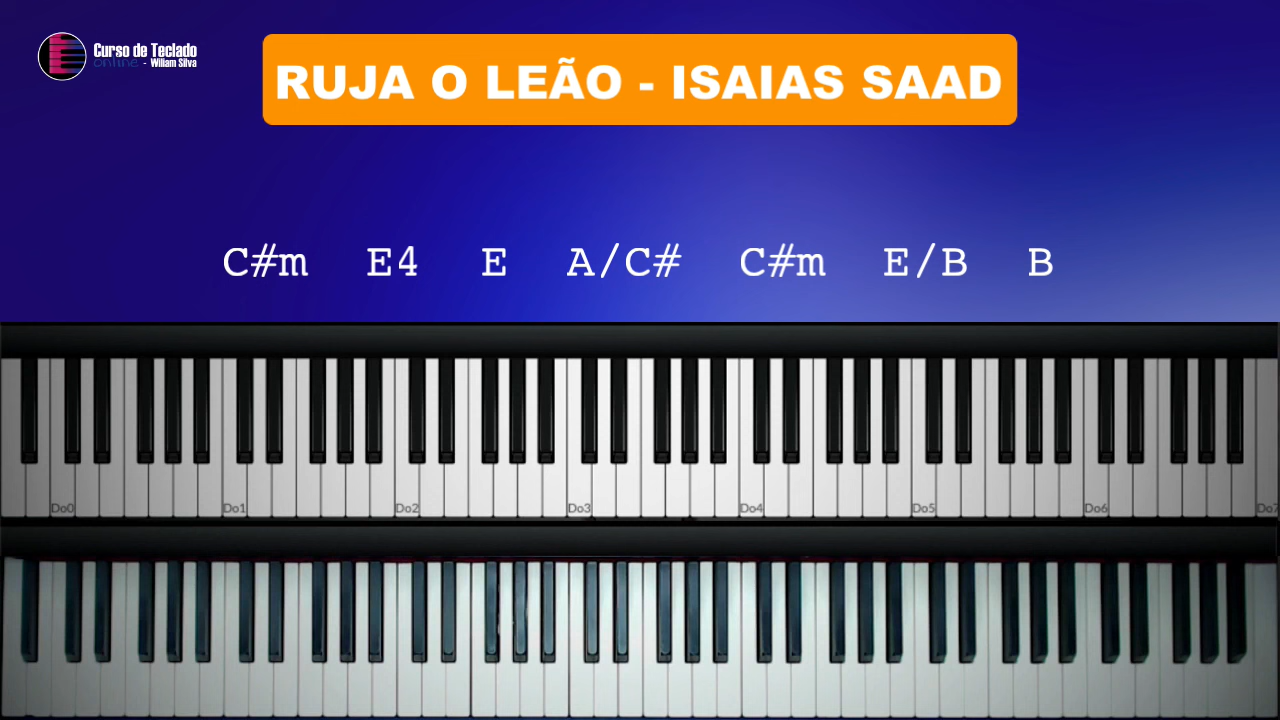 Curso de Teclado
online - Wiliam Silva
RUJA O LEÃO - ISAIAS SAAD
C#m E4 E A/C# C#m E/B B
Do0 Do1 Do2 Do3 Do4 Do5 Do6 Do7